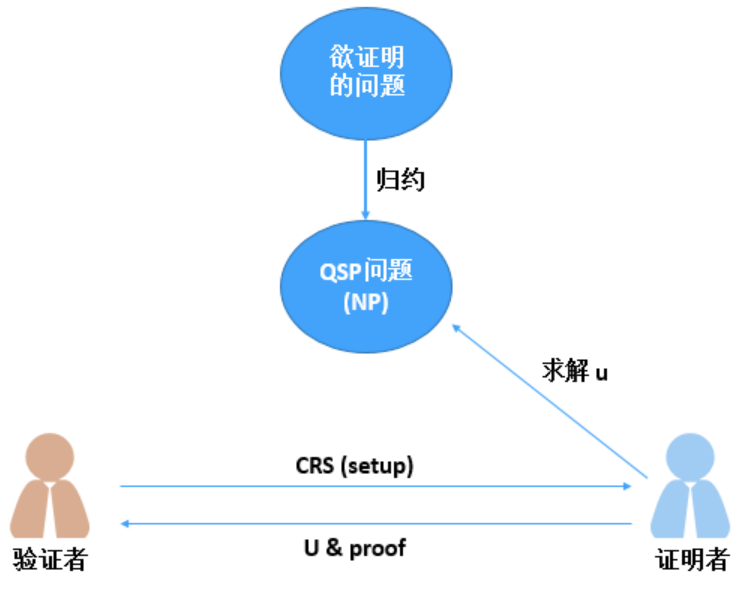 欲证明
的问题
归约
QSP问题
(NP)
求解 u
CRS (setup)
U & proof
验证者
证明者